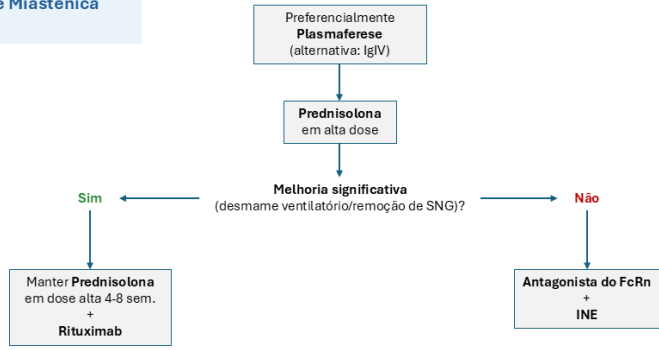 e Miasténica
Preferencialmente
Plasmaferese
(alternativa: IgIV)
Prednisolona
em alta dose
Melhoria significativa
(desmame ventilatório/remoção de SNG)?
Sim
Não
Manter Prednisolona
em dose alta 4-8 sem.
+
Rituximab
Antagonista do FcRn
+
INE